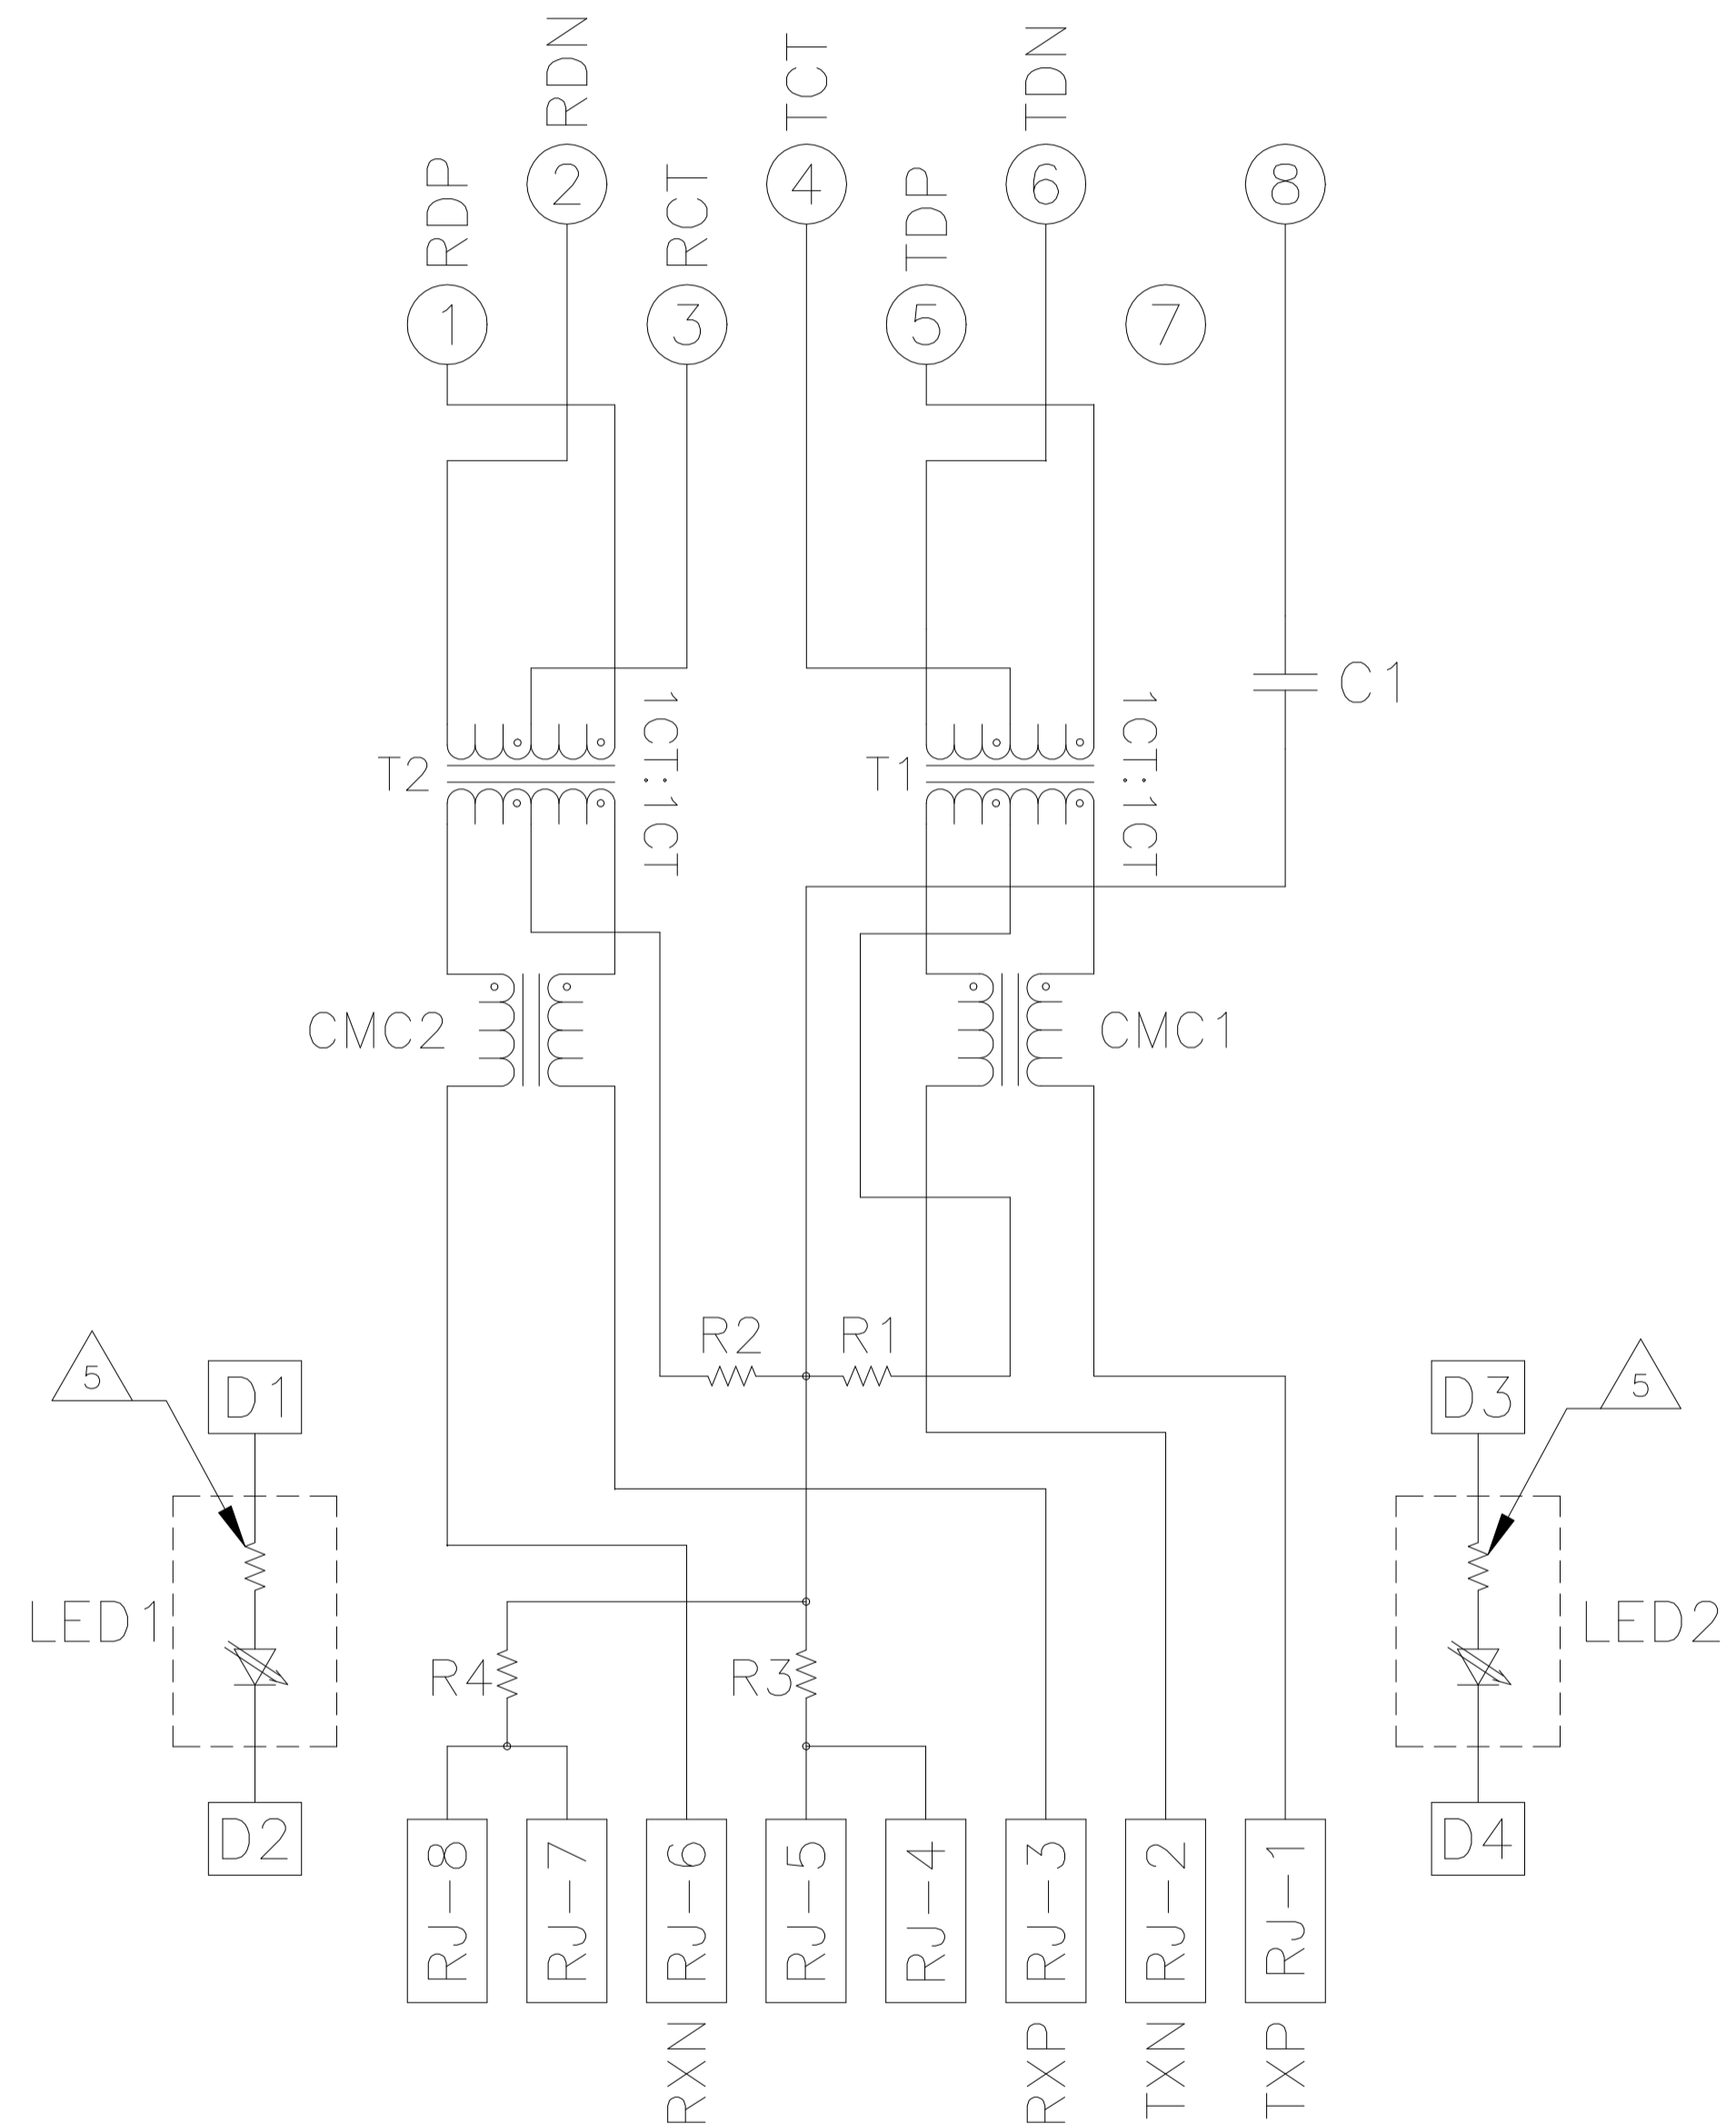 RDN
TCT
TDN
RDP
RCT
TDP
2
4
6
8
1
3
5
7
C1
T2
1CT:1CT
T1
1CT:1CT
CMC2
CMC1
R2
R1
5
D1
D3
5
LED1
LED2
R4
R3
D2
D4
RJ-8
RJ-7
RJ-6
RJ-5
RJ-4
RJ-3
RJ-2
RJ-1
RXN
RXP
TXN
TXP